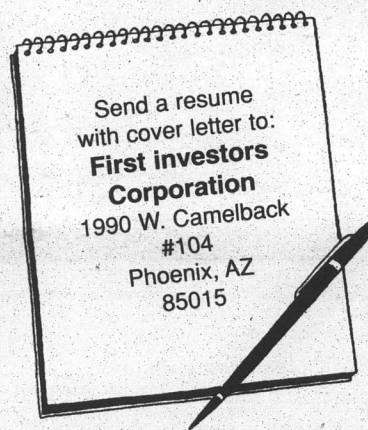 Send a resume
with cover letter to:
First investors
Corporation
1990 W. Camelback
#104
Phoenix, AZ
85015